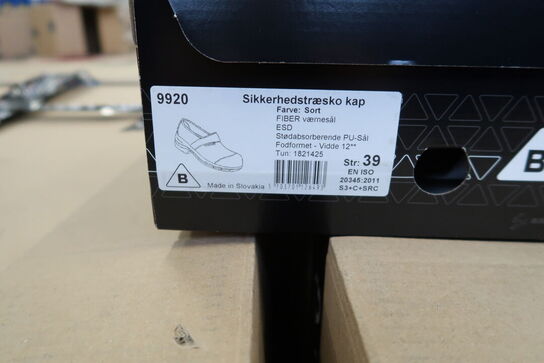 9920
Sikkerhedstræsko kap
Farve: Sort
FIBER værnesål
ESD
Stødabsorberende PU-Sål
Fodformet - Vidde 12**
Tun: 1821425
Str: 39
EN ISO
20345:2011
S3+C+SRC
B
Made in Slovakia
B